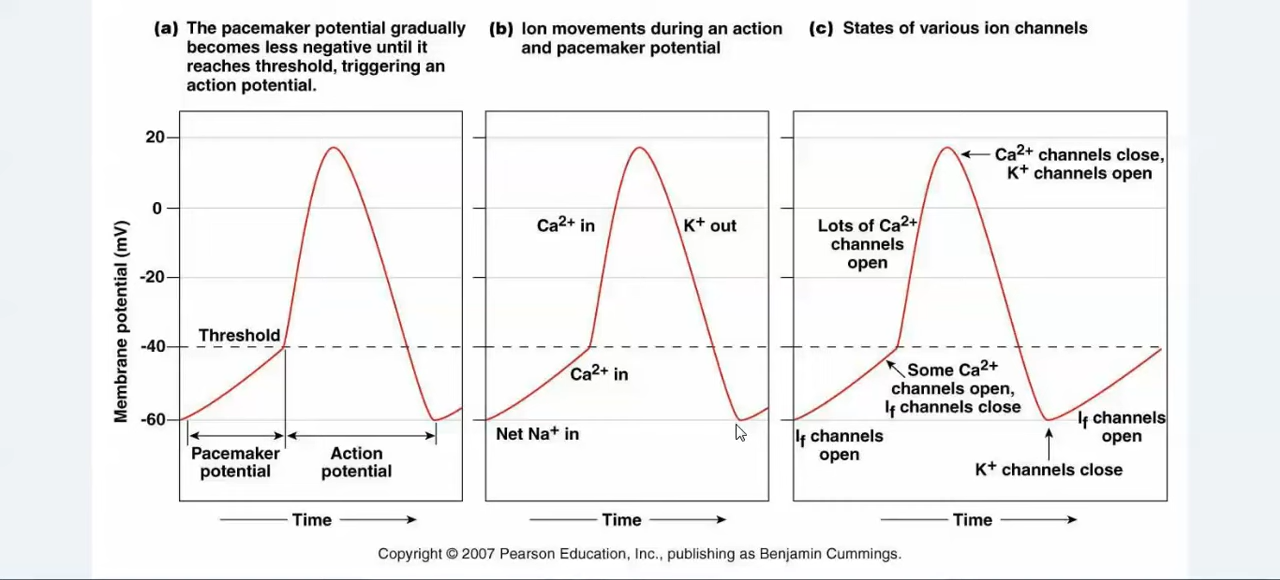 (a) The pacemaker potential gradually
becomes less negative until it
reaches threshold, triggering an
action potential.
(b) Ion movements during an action
and pacemaker potential
(c) States of various ion channels
Membrane potential (mV)
20
0
-20
-40
-60
Threshold
Pacemaker
potential
Action
potential
Time
Ca2+ in
K+ out
Ca2+ in
Net Na+ in
Time
Ca2+ channels close,
K+ channels open
Lots of Ca2+
channels
open
Some Ca2+
channels open,
If channels close
If channels
open
If channels
open
K+ channels close
Time
Copyright © 2007 Pearson Education, Inc., publishing as Benjamin Cummings.